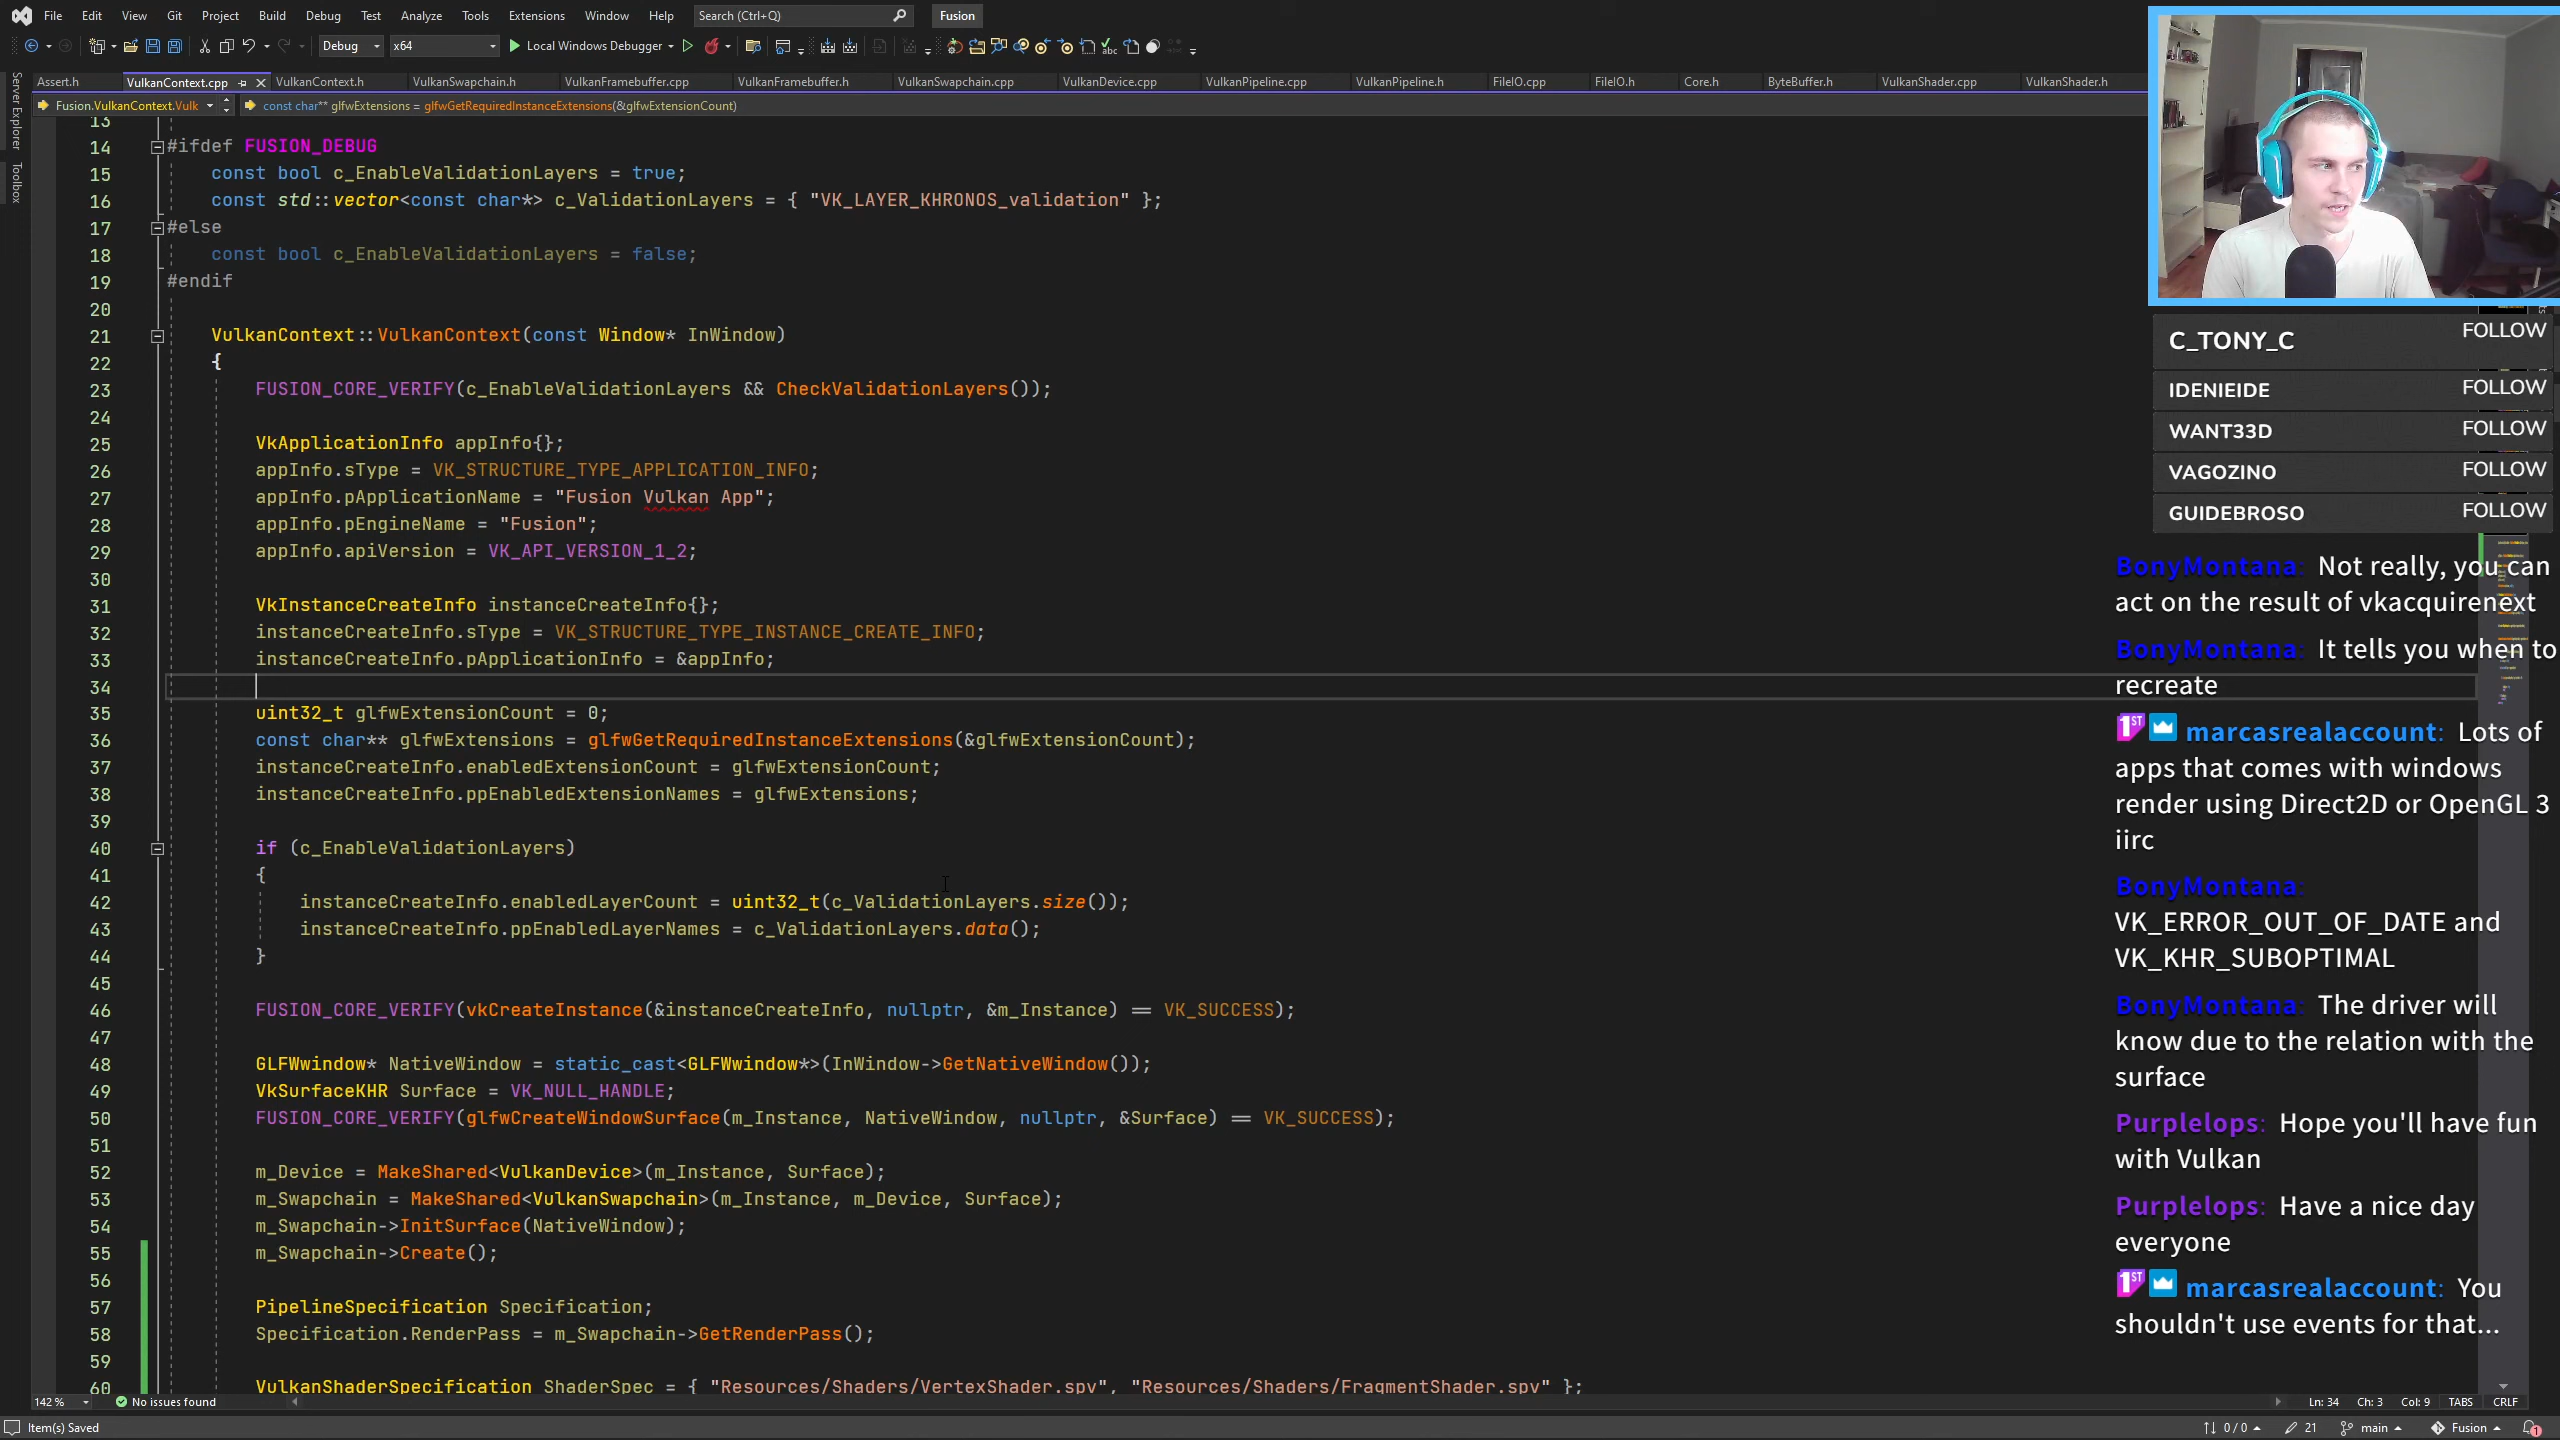 File Edit View Git Project Build Debug Test Analyze Tools Extensions Window Help Search (Ctrl+Q) Fusion
Debug x64 Local Windows Debugger
Assert.h VulkanContext.cpp VulkanContext.h VulkanSwapchain.h VulkanFramebuffer.cpp VulkanFramebuffer.h VulkanSwapchain.cpp VulkanDevice.cpp VulkanPipeline.cpp VulkanPipeline.h FileIO.cpp FileIO.h Core.h ByteBuffer.h VulkanShader.cpp VulkanShader.h
Fusion.VulkanContext.Vulk const char** glfwExtensions = glfwGetRequiredInstanceExtensions(&glfwExtensionCount)
Server Explorer
Toolbox
13
14 #ifdef FUSION_DEBUG
15 const bool c_EnableValidationLayers = true;
16 const std::vector<const char*> c_ValidationLayers = { "VK_LAYER_KHRONOS_validation" };
17 #else
18 const bool c_EnableValidationLayers = false;
19 #endif
20
21 VulkanContext::VulkanContext(const Window* InWindow)
22 {
23 FUSION_CORE_VERIFY(c_EnableValidationLayers && CheckValidationLayers());
24
25 VkApplicationInfo appInfo{};
26 appInfo.sType = VK_STRUCTURE_TYPE_APPLICATION_INFO;
27 appInfo.pApplicationName = "Fusion Vulkan App";
28 appInfo.pEngineName = "Fusion";
29 appInfo.apiVersion = VK_API_VERSION_1_2;
30
31 VkInstanceCreateInfo instanceCreateInfo{};
32 instanceCreateInfo.sType = VK_STRUCTURE_TYPE_INSTANCE_CREATE_INFO;
33 instanceCreateInfo.pApplicationInfo = &appInfo;
34
35 uint32_t glfwExtensionCount = 0;
36 const char** glfwExtensions = glfwGetRequiredInstanceExtensions(&glfwExtensionCount);
37 instanceCreateInfo.enabledExtensionCount = glfwExtensionCount;
38 instanceCreateInfo.ppEnabledExtensionNames = glfwExtensions;
39
40 if (c_EnableValidationLayers)
41 {
42 instanceCreateInfo.enabledLayerCount = uint32_t(c_ValidationLayers.size());
43 instanceCreateInfo.ppEnabledLayerNames = c_ValidationLayers.data();
44 }
45
46 FUSION_CORE_VERIFY(vkCreateInstance(&instanceCreateInfo, nullptr, &m_Instance) == VK_SUCCESS);
47
48 GLFWwindow* NativeWindow = static_cast<GLFWwindow*>(InWindow->GetNativeWindow());
49 VkSurfaceKHR Surface = VK_NULL_HANDLE;
50 FUSION_CORE_VERIFY(glfwCreateWindowSurface(m_Instance, NativeWindow, nullptr, &Surface) == VK_SUCCESS);
51
52 m_Device = MakeShared<VulkanDevice>(m_Instance, Surface);
53 m_Swapchain = MakeShared<VulkanSwapchain>(m_Instance, m_Device, Surface);
54 m_Swapchain->InitSurface(NativeWindow);
55 m_Swapchain->Create();
56
57 PipelineSpecification Specification;
58 Specification.RenderPass = m_Swapchain->GetRenderPass();
59
60 VulkanShaderSpecification ShaderSpec = { "Resources/Shaders/VertexShader.spv", "Resources/Shaders/FragmentShader.spv" };
C_TONY_C FOLLOW
IDENIEIDE FOLLOW
WANT33D FOLLOW
VAGOZINO FOLLOW
GUIDEBROSO FOLLOW
BonyMontana: Not really, you can
act on the result of vkacquirenext
BonyMontana: It tells you when to
recreate
1ST marcasrealaccount: Lots of
apps that comes with windows
render using Direct2D or OpenGL 3
iirc
BonyMontana:
VK_ERROR_OUT_OF_DATE and
VK_KHR_SUBOPTIMAL
BonyMontana: The driver will
know due to the relation with the
surface
Purplelops: Hope you'll have fun
with Vulkan
Purplelops: Have a nice day
everyone
1ST marcasrealaccount: You
shouldn't use events for that...
142 % No issues found Ln: 34 Ch: 3 Col: 9 TABS CRLF
Item(s) Saved 0 / 0 21 main Fusion 1